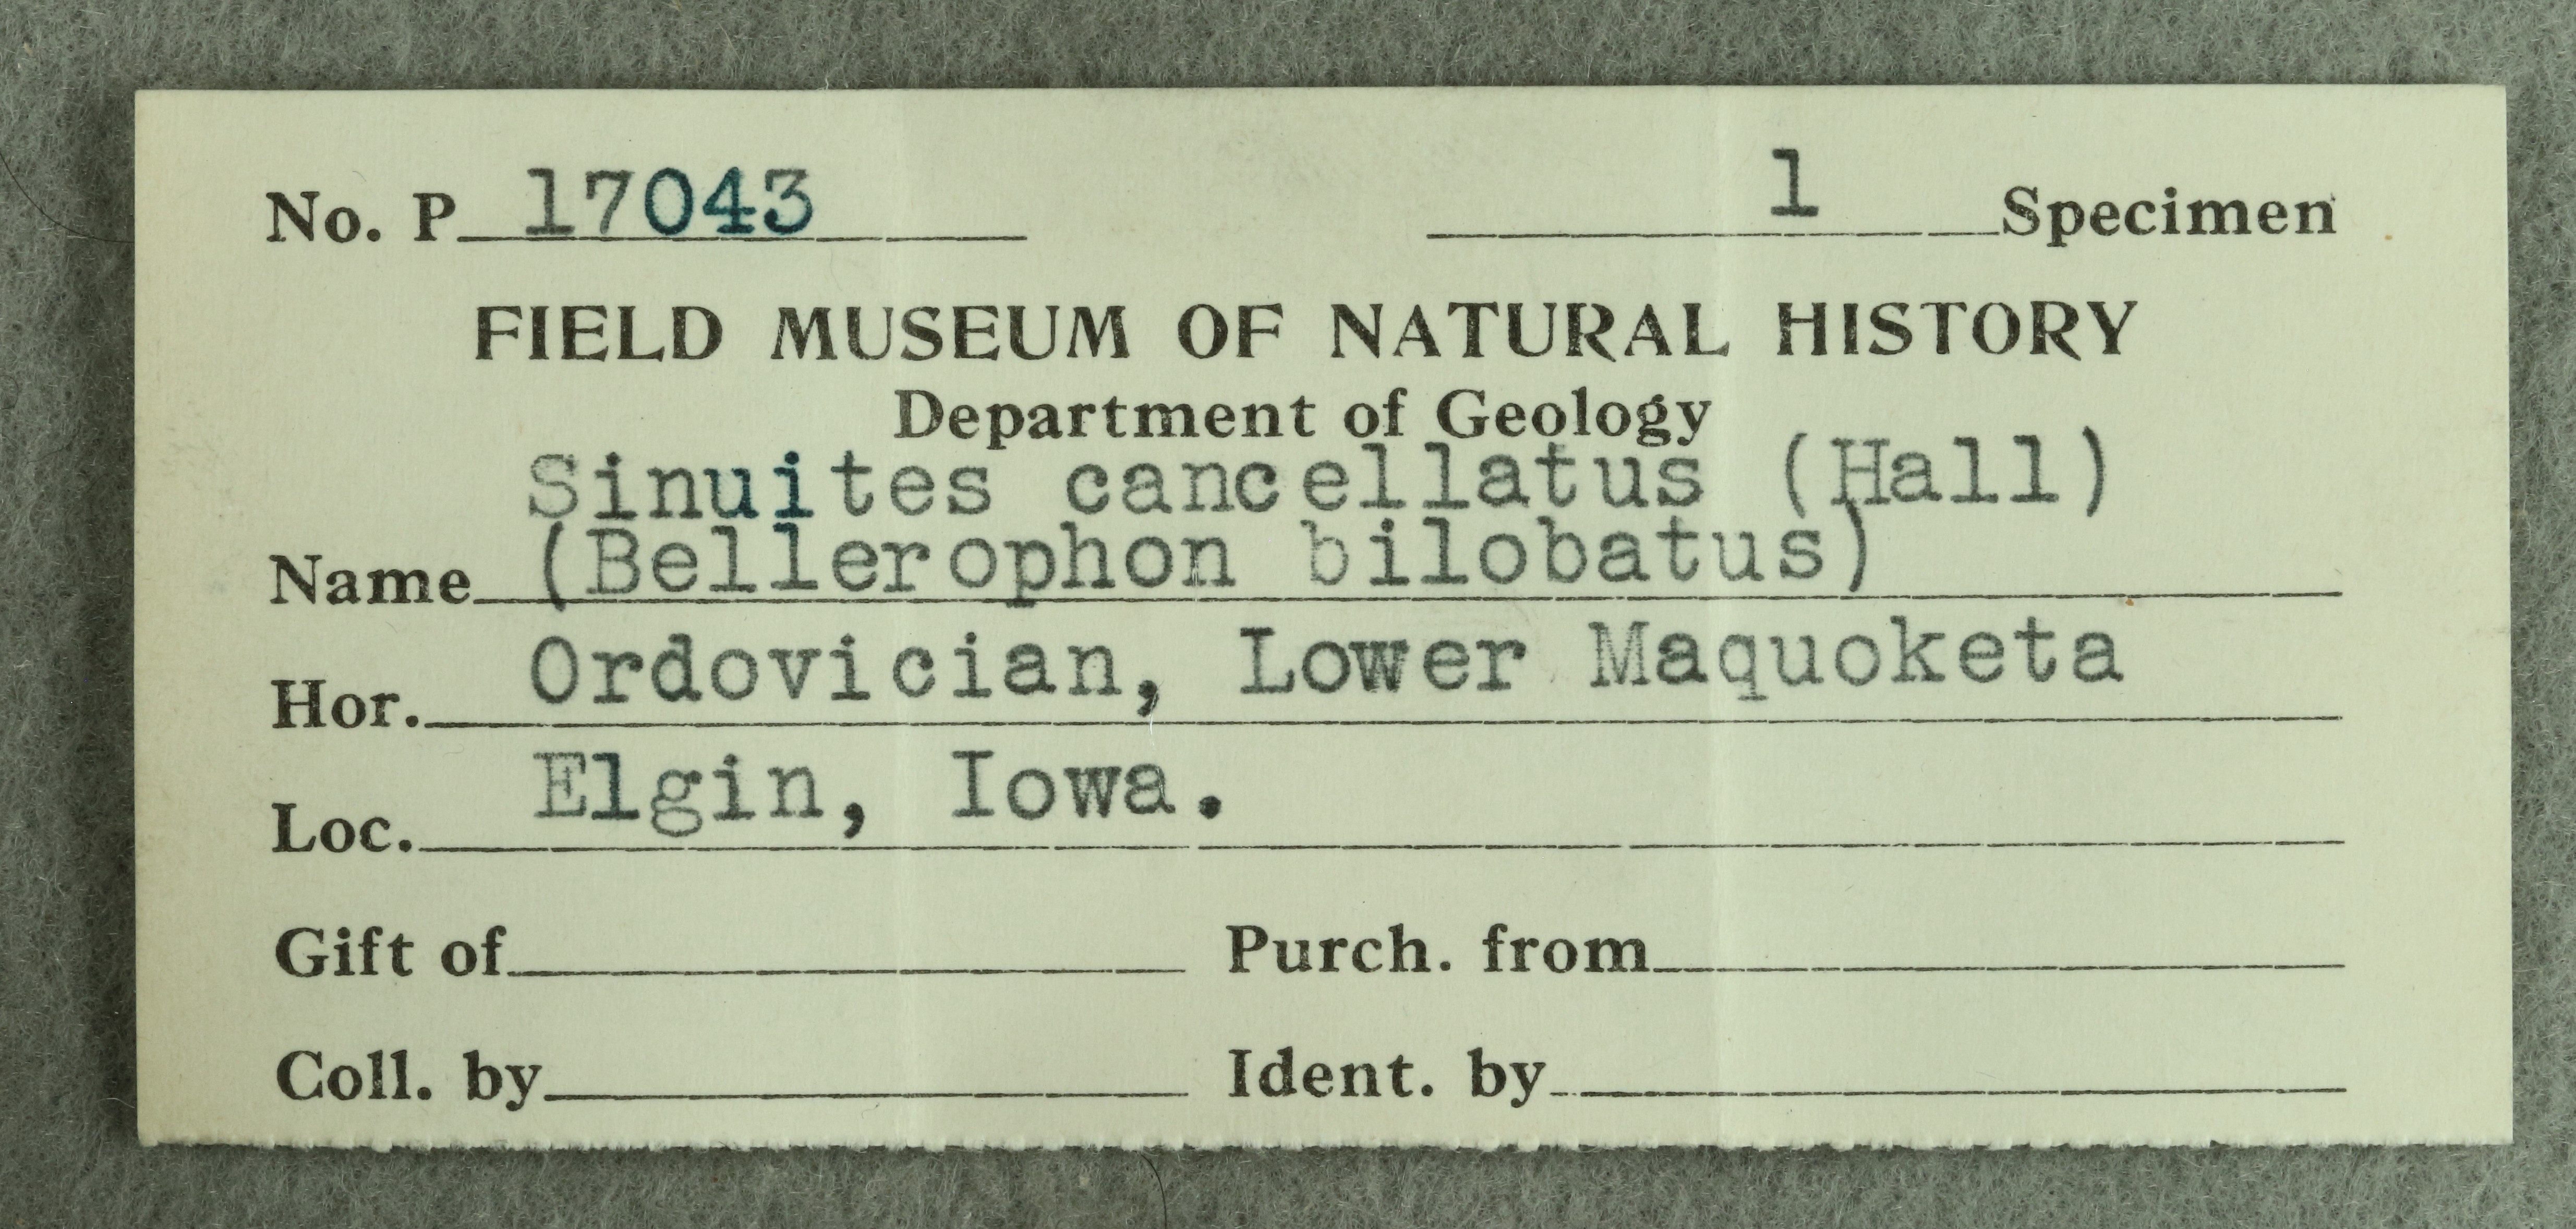 No. P 17043 1 Specimen
FIELD MUSEUM OF NATURAL HISTORY
Department of Geology
Sinuites cancellatus (Hall)
Name (Bellerophon bilobatus)
Hor. Ordovician, Lower Maquoketa
Loc. Elgin, Iowa.
Gift of Purch. from
Coll. by Ident. by